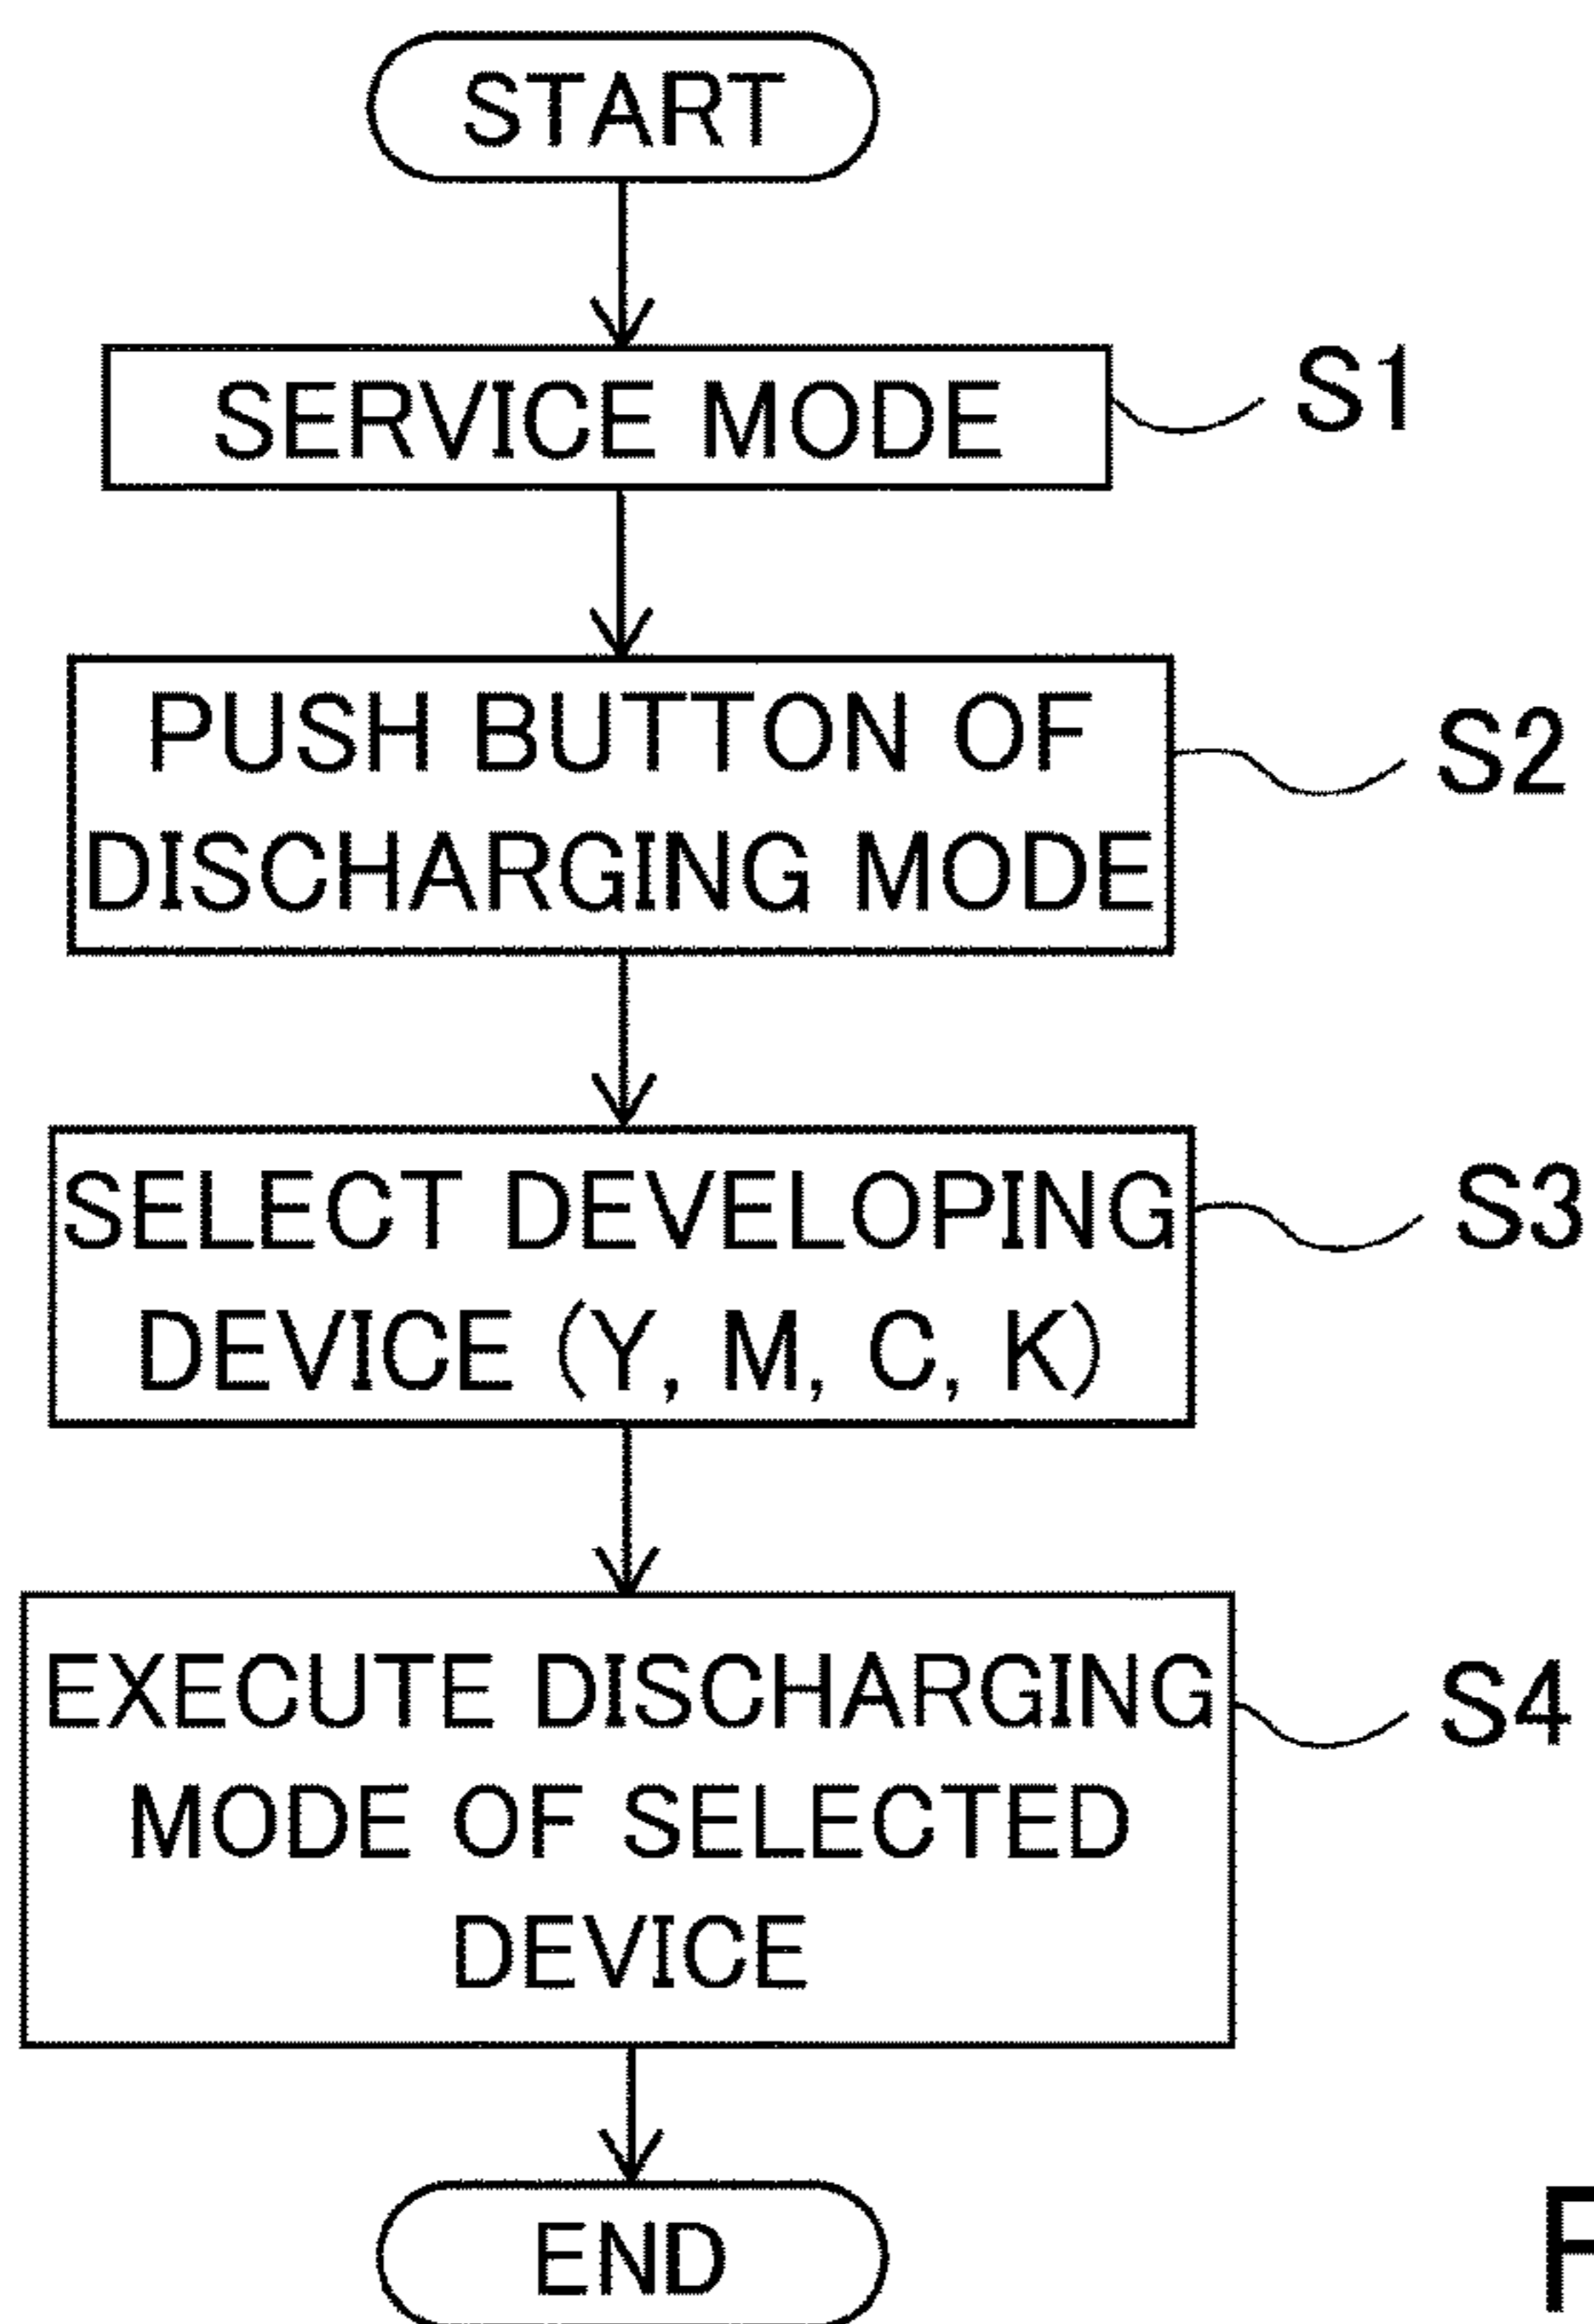 START
SERVICE MODE
S1
PUSH BUTTON OF
DISCHARGING MODE
S2
SELECT DEVELOPING
DEVICE (Y, M, C, K)
S3
EXECUTE DISCHARGING
MODE OF SELECTED
DEVICE
S4
END